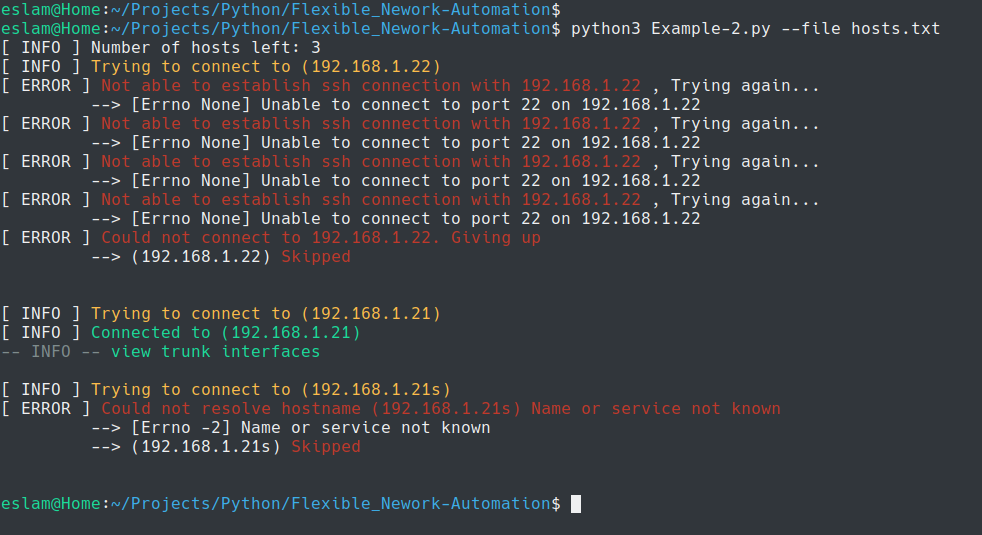 eslam@Home:~/Projects/Python/Flexible_Nework-Automation$
eslam@Home:~/Projects/Python/Flexible_Nework-Automation$ python3 Example-2.py --file hosts.txt
[ INFO ] Number of hosts left: 3
[ INFO ] Trying to connect to (192.168.1.22)
[ ERROR ] Not able to establish ssh connection with 192.168.1.22 , Trying again...
--> [Errno None] Unable to connect to port 22 on 192.168.1.22
[ ERROR ] Not able to establish ssh connection with 192.168.1.22 , Trying again...
--> [Errno None] Unable to connect to port 22 on 192.168.1.22
[ ERROR ] Not able to establish ssh connection with 192.168.1.22 , Trying again...
--> [Errno None] Unable to connect to port 22 on 192.168.1.22
[ ERROR ] Not able to establish ssh connection with 192.168.1.22 , Trying again...
--> [Errno None] Unable to connect to port 22 on 192.168.1.22
[ ERROR ] Could not connect to 192.168.1.22. Giving up
--> (192.168.1.22) Skipped
[ INFO ] Trying to connect to (192.168.1.21)
[ INFO ] Connected to (192.168.1.21)
-- INFO -- view trunk interfaces
[ INFO ] Trying to connect to (192.168.1.21s)
[ ERROR ] Could not resolve hostname (192.168.1.21s) Name or service not known
--> [Errno -2] Name or service not known
--> (192.168.1.21s) Skipped
eslam@Home:~/Projects/Python/Flexible_Nework-Automation$